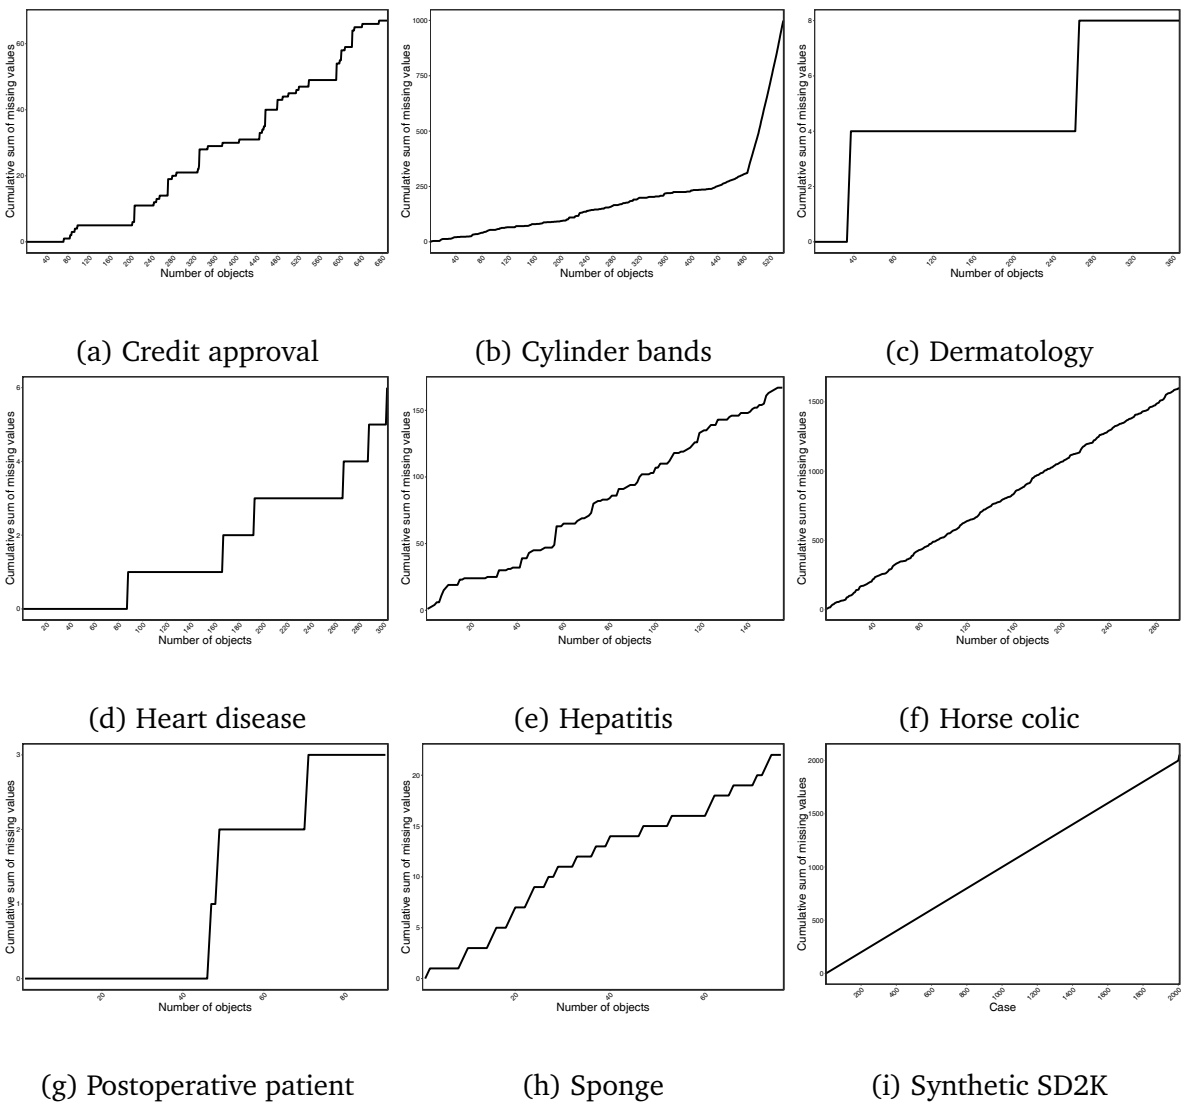 Cumulative sum of missing values
60
40
20
0
40 80 120 160 200 240 280 320 360 400 440 480 520 560 600 640 680
Number of objects
(a) Credit approval
Cumulative sum of missing values
1000
750
500
250
0
40 80 120 160 200 240 280 320 360 400 440 480 520
Number of objects
(b) Cylinder bands
Cumulative sum of missing values
8
6
4
2
0
40 80 120 160 200 240 280 320 360
Number of objects
(c) Dermatology
Cumulative sum of missing values
6
4
2
0
20 40 60 80 100 120 140 160 180 200 220 240 260 280 300
Number of objects
(d) Heart disease
Cumulative sum of missing values
150
100
50
0
20 40 60 80 100 120 140
Number of objects
(e) Hepatitis
Cumulative sum of missing values
1500
1000
500
0
40 80 120 160 200 240 280
Number of objects
(f) Horse colic
Cumulative sum of missing values
3
2
1
0
20 40 60 80
Number of objects
(g) Postoperative patient
Cumulative sum of missing values
20
15
10
5
0
20 40 60
Number of objects
(h) Sponge
Cumulative sum of missing values
2000
1500
1000
500
0
200 400 600 800 1000 1200 1400 1600 1800 2000
Case
(i) Synthetic SD2K